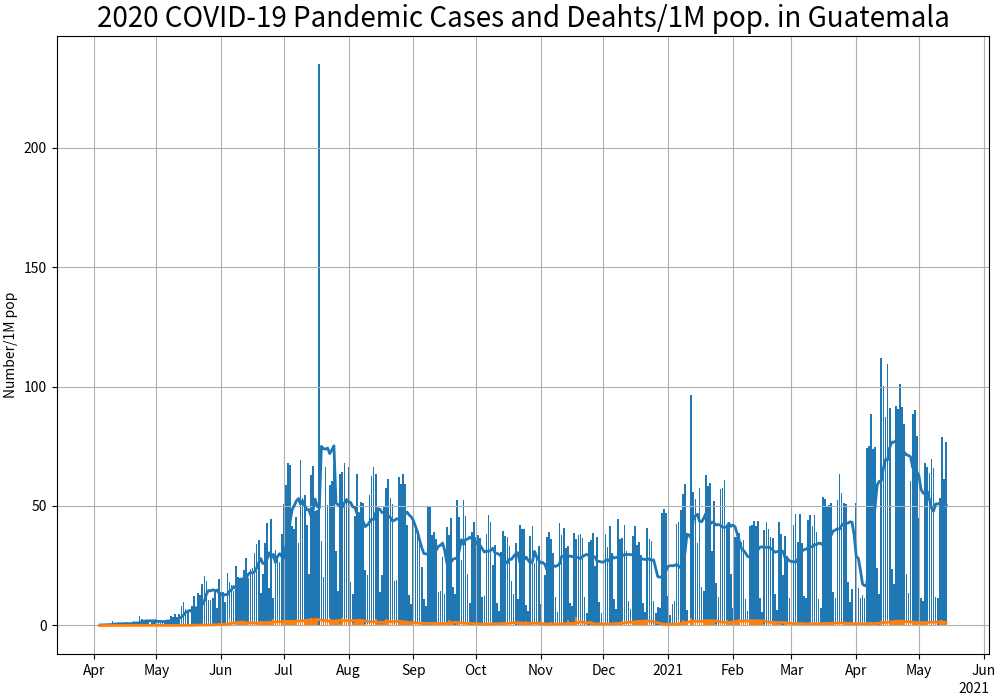 2020 COVID-19 Pandemic Cases and Deahts/1M pop. in Guatemala
Number/1M pop
200
150
100
50
0
Apr May Jun Jul Aug Sep Oct Nov Dec 2021 Feb Mar Apr May Jun
2021